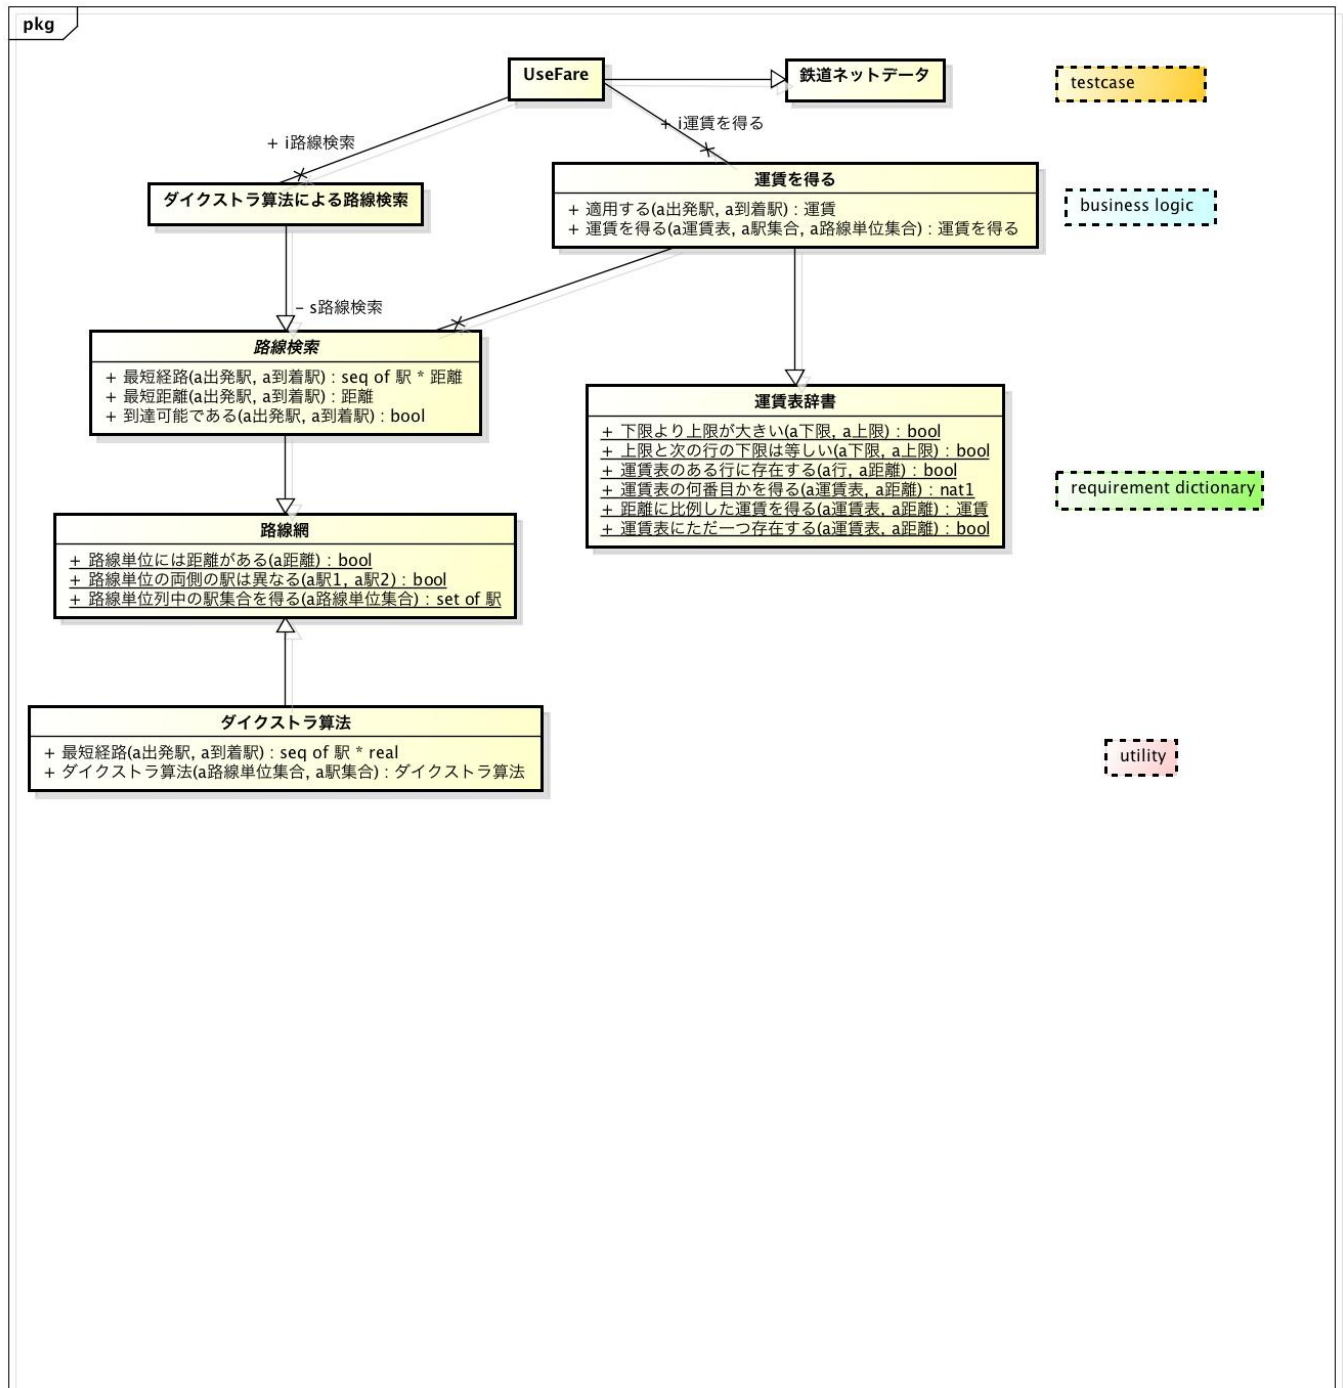 pkg
UseFare
鉄道ネットデータ
testcase
+ i路線検索
+ i運賃を得る
ダイクストラ算法による路線検索
運賃を得る
+ 適用する(a出発駅, a到着駅) : 運賃
+ 運賃を得る(a運賃表, a駅集合, a路線単位集合) : 運賃を得る
business logic
- s路線検索
路線検索
+ 最短経路(a出発駅, a到着駅) : seq of 駅 * 距離
+ 最短距離(a出発駅, a到着駅) : 距離
+ 到達可能である(a出発駅, a到着駅) : bool
運賃表辞書
+ 下限より上限が大きい(a下限, a上限) : bool
+ 上限と次の行の下限は等しい(a下限, a上限) : bool
+ 運賃表のある行に存在する(a行, a距離) : bool
+ 運賃表の何番目かを得る(a運賃表, a距離) : nat1
+ 距離に比例した運賃を得る(a運賃表, a距離) : 運賃
+ 運賃表にただ一つ存在する(a運賃表, a距離) : bool
requirement dictionary
路線網
+ 路線単位には距離がある(a距離) : bool
+ 路線単位の両側の駅は異なる(a駅1, a駅2) : bool
+ 路線単位列中の駅集合を得る(a路線単位集合) : set of 駅
ダイクストラ算法
+ 最短経路(a出発駅, a到着駅) : seq of 駅 * real
+ ダイクストラ算法(a路線単位集合, a駅集合) : ダイクストラ算法
utility